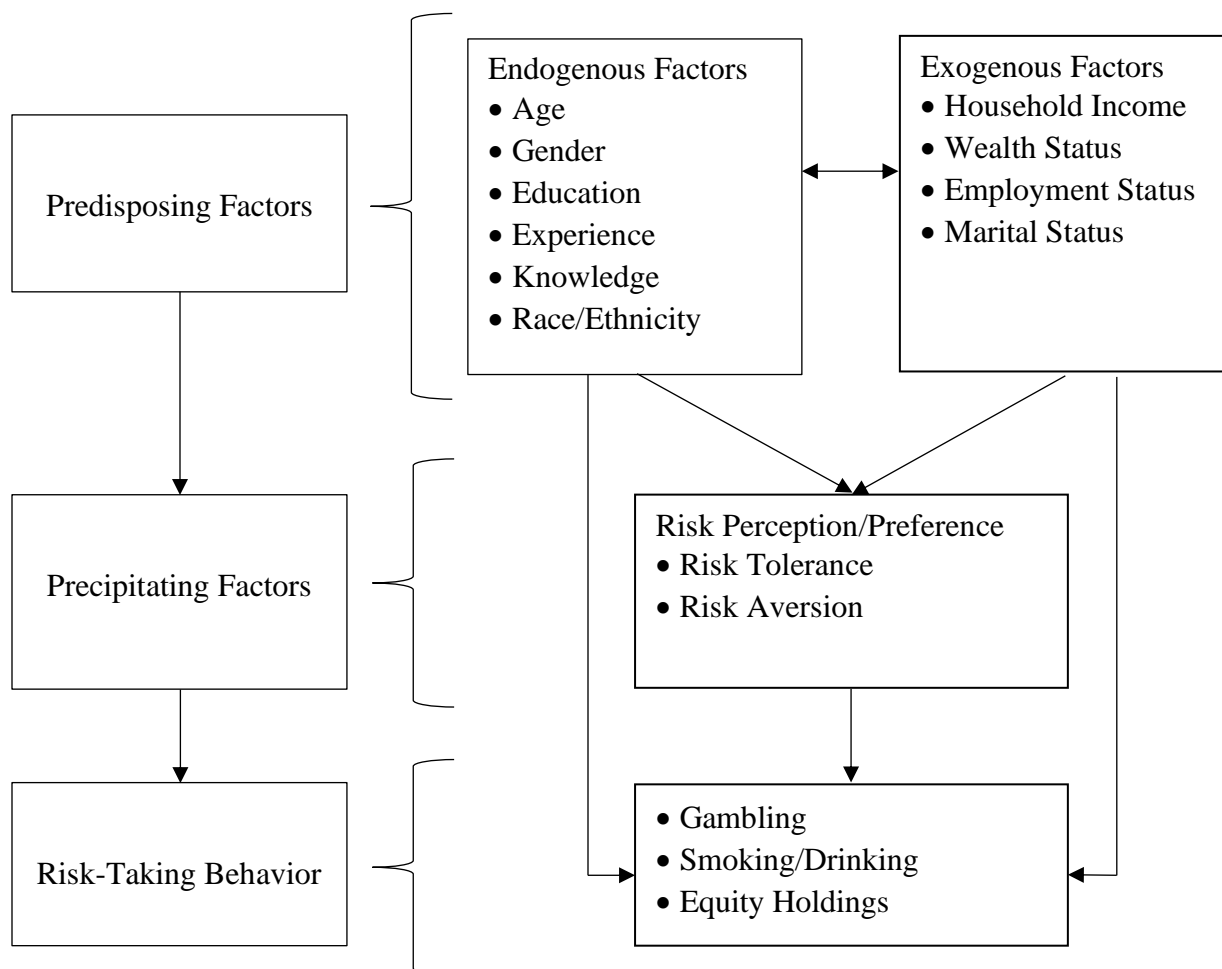 Predisposing Factors
Endogenous Factors
• Age
• Gender
• Education
• Experience
• Knowledge
• Race/Ethnicity
Exogenous Factors
• Household Income
• Wealth Status
• Employment Status
• Marital Status
Precipitating Factors
Risk Perception/Preference
• Risk Tolerance
• Risk Aversion
Risk-Taking Behavior
• Gambling
• Smoking/Drinking
• Equity Holdings